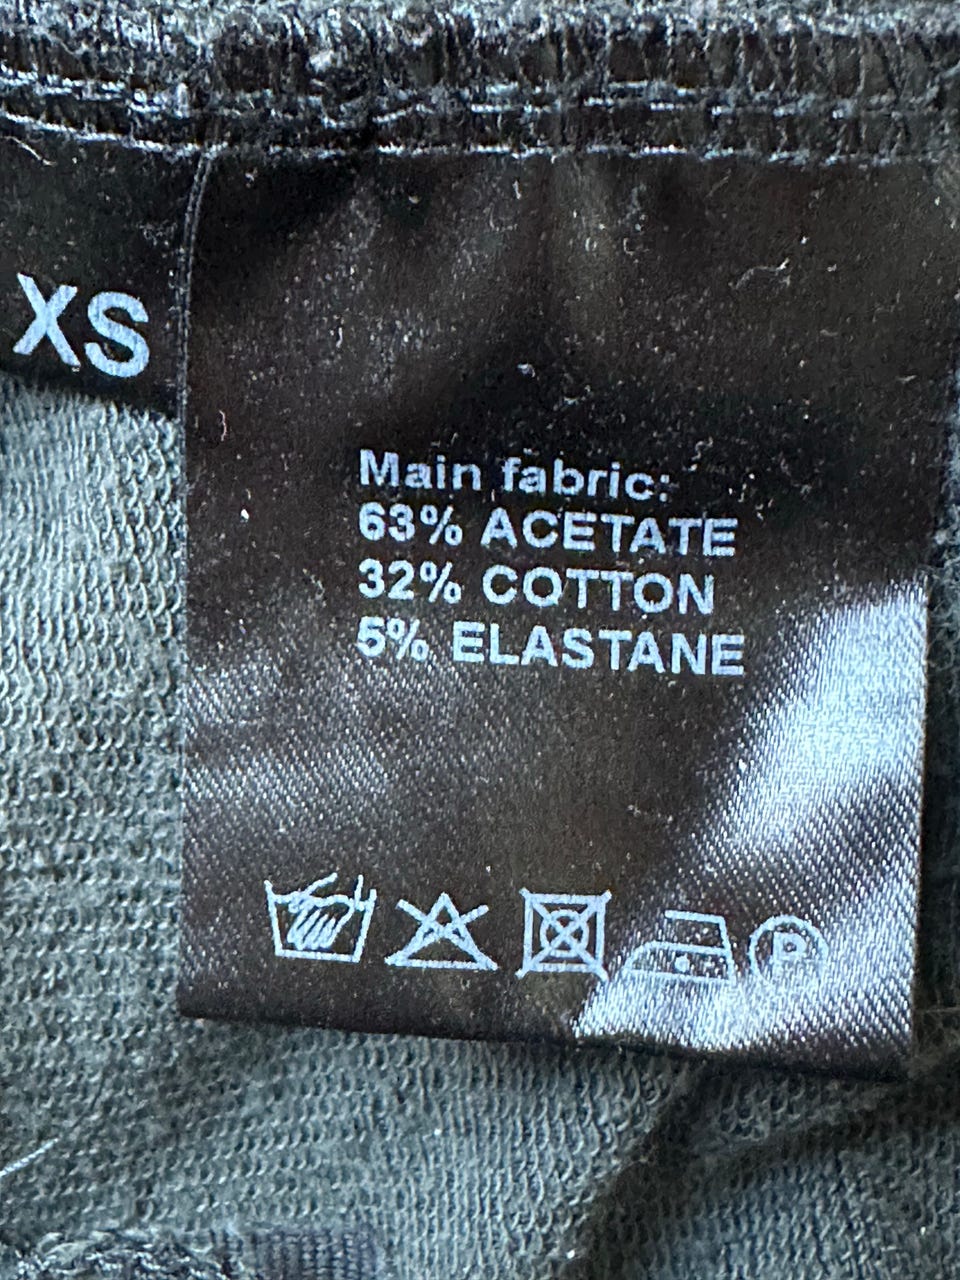 XS
Main fabric:
63% ACETATE
32% COTTON
5% ELASTANE
P